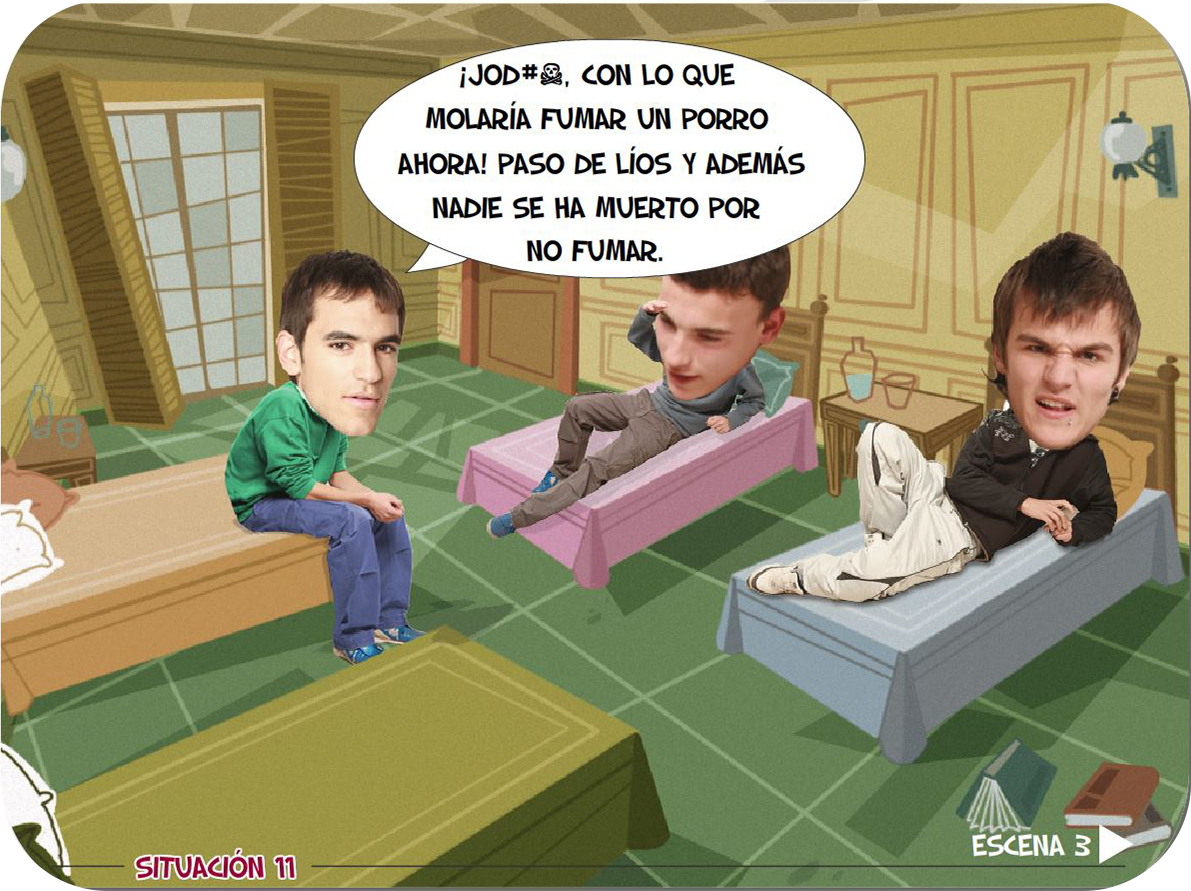 ¡JOD#☠, CON LO QUE
MOLARÍA FUMAR UN PORRO
AHORA! PASO DE LÍOS Y ADEMÁS
NADIE SE HA MUERTO POR
NO FUMAR.
ESCENA 3
SITUACIÓN 11